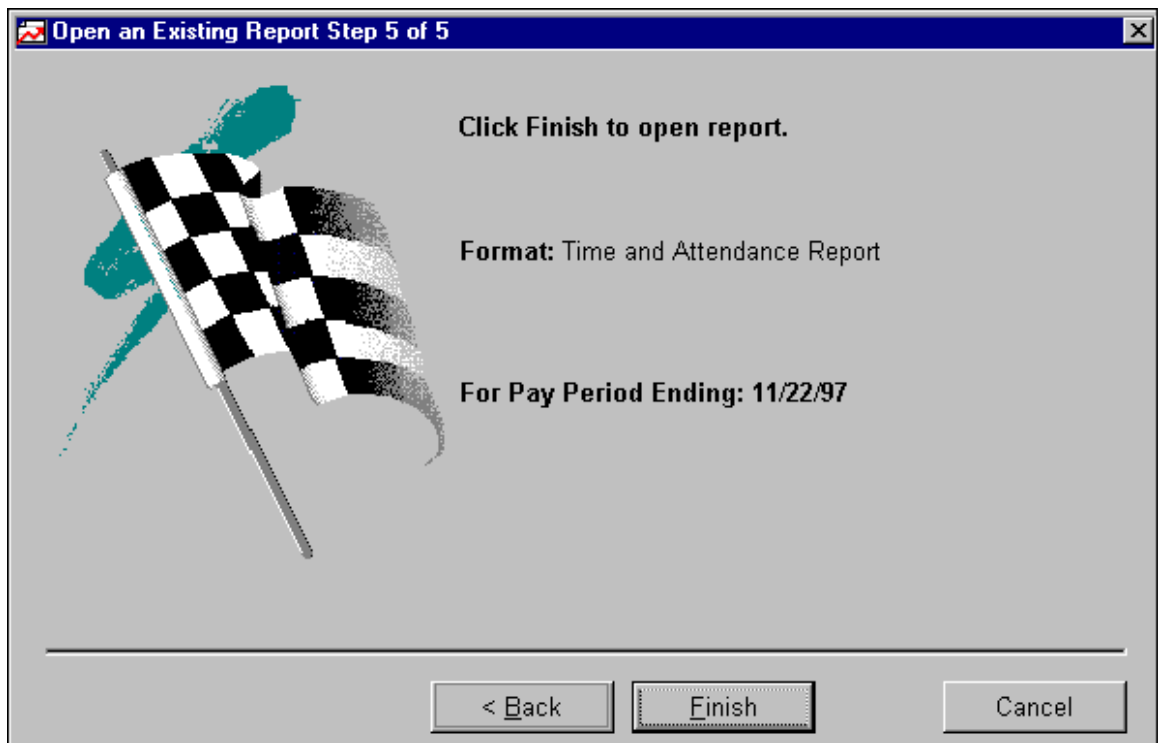 Open an Existing Report Step 5 of 5
Click Finish to open report.
Format: Time and Attendance Report
For Pay Period Ending: 11/22/97
< Back
Finish
Cancel